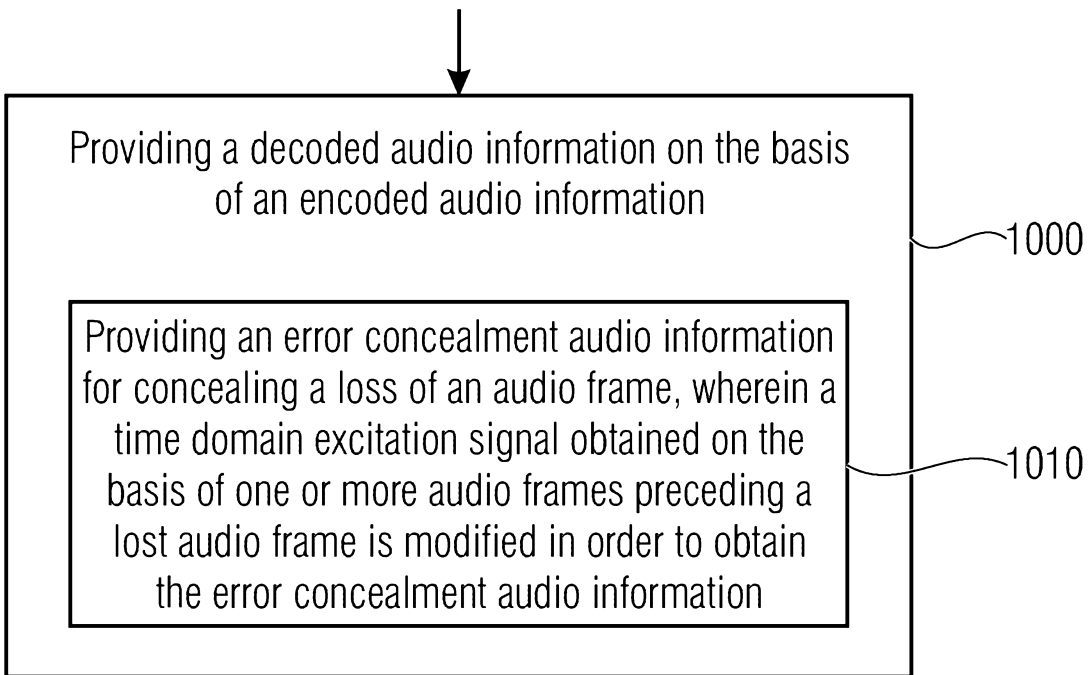 Providing a decoded audio information on the basis
of an encoded audio information
1000
Providing an error concealment audio information
for concealing a loss of an audio frame, wherein a
time domain excitation signal obtained on the
basis of one or more audio frames preceding a
lost audio frame is modified in order to obtain
the error concealment audio information
1010